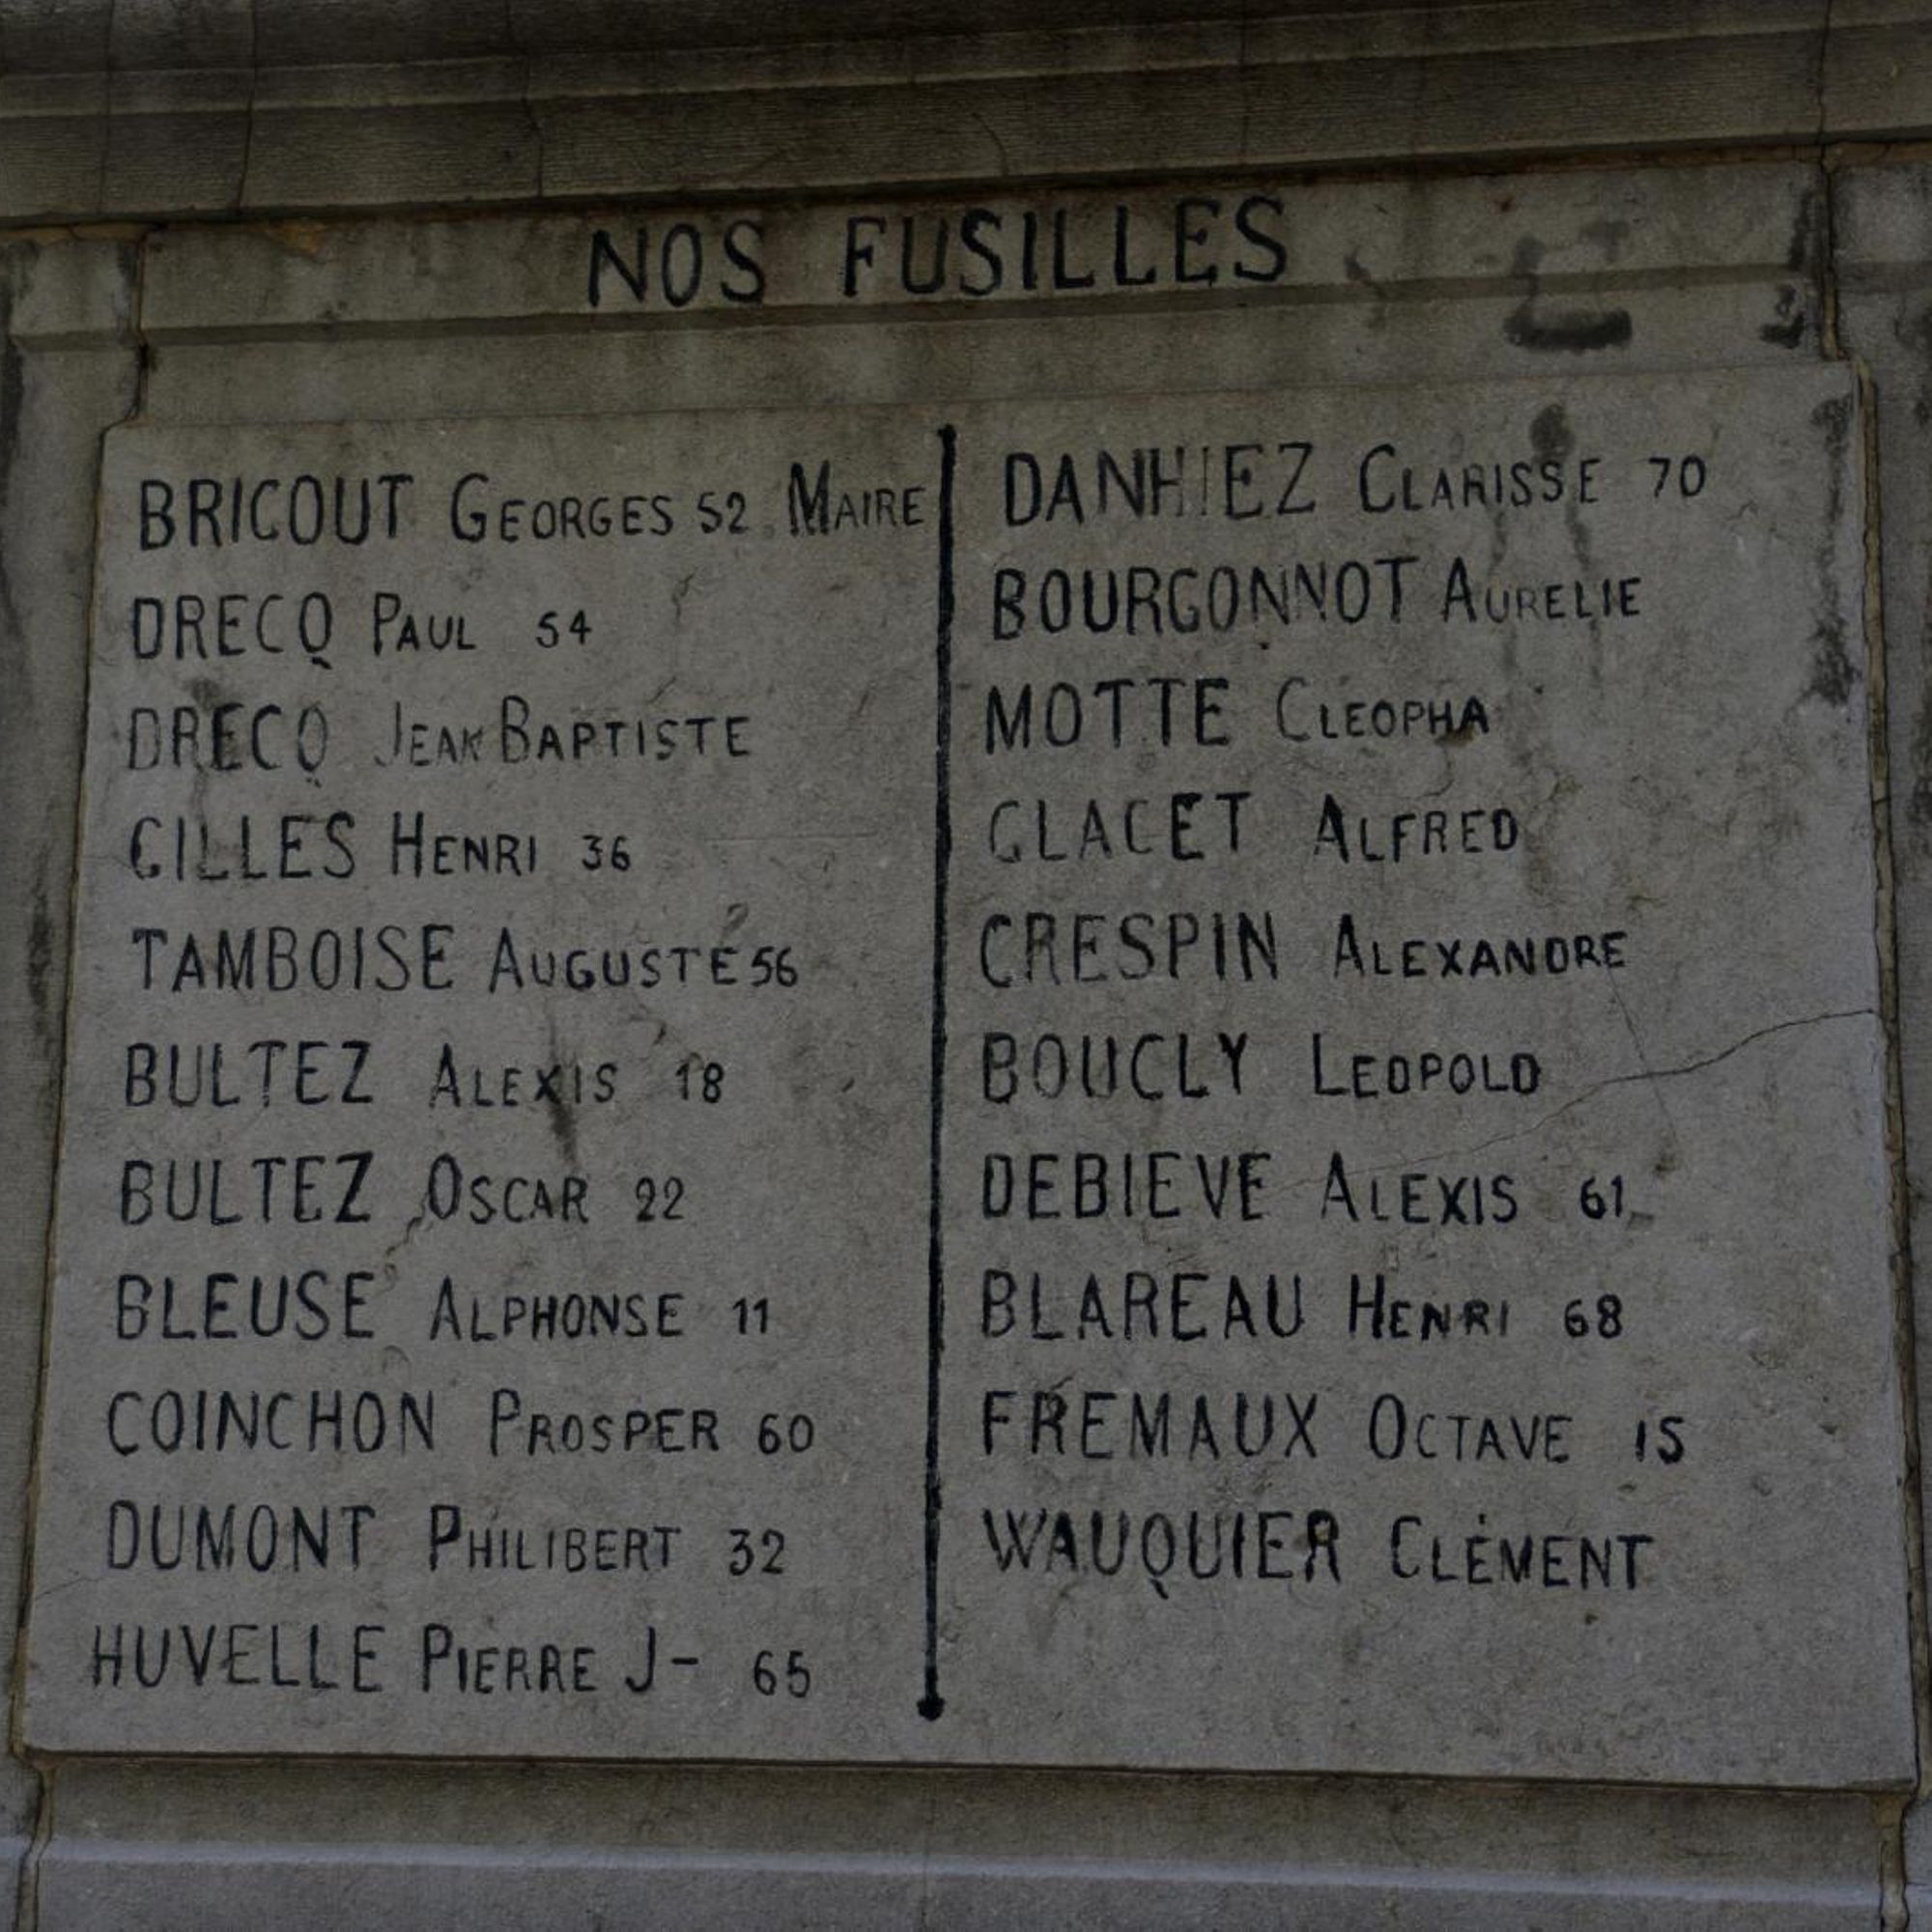 NOS FUSILLES
BRICOUT GEORGES 52 MAIRE
DRECQ PAUL 54
DRECQ JEAN BAPTISTE
GILLES HENRI 36
TAMBOISE AUGUSTE 56
BULTEZ ALEXIS 18
BULTEZ OSCAR 22
BLEUSE ALPHONSE 11
COINCHON PROSPER 60
DUMONT PHILIBERT 32
HUVELLE PIERRE J- 65
DANHIEZ CLARISSE 70
BOURGONNOT AURELIE
MOTTE CLEOPHA
GLACET ALFRED
CRESPIN ALEXANDRE
BOUCLY LEOPOLD
DEBIEVE ALEXIS 61
BLAREAU HENRI 68
FREMAUX OCTAVE 15
WAUQUIER CLÉMENT